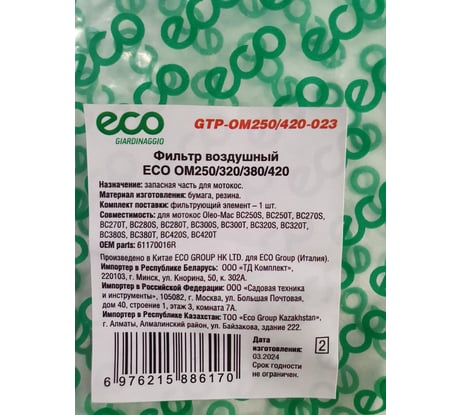 eco
GIARDINAGGIO
GTP-OM250/420-023
Фильтр воздушный
ECO OM250/320/380/420
Назначение: запасная часть для мотокос.
Материал изготовления: бумага, резина.
Комплект поставки: фильтрующий элемент – 1 шт.
Совместимость: для мотокос Oleo-Mac BC250S, BC250T, BC270S,
BC270T, BC280S, BC280T, BC300S, BC300T, BC320S, BC320T,
BC380S, BC380T, BC420S, BC420T
OEM parts: 61170016R
Произведено в Китае ECO GROUP HK LTD. для ECO Group (Италия).
Импортер в Республике Беларусь: ООО «ТД Комплект»,
220103, г. Минск, ул. Кнорина, 50, к. 302А.
Импортер в Российской Федерации: ООО «Садовая техника
и инструменты», 105082, г. Москва, ул. Большая Почтовая,
дом 40, строение 1, этаж 3, комната 7А.
Импортер в Республике Казахстан: ТОО «Eco Group Kazakhstan».
г. Алматы, Алмалинский район, ул. Байзакова, здание 222.
Дата
изготовления:
03.2024
Срок годности
не ограничен.
2
6 976215 886170